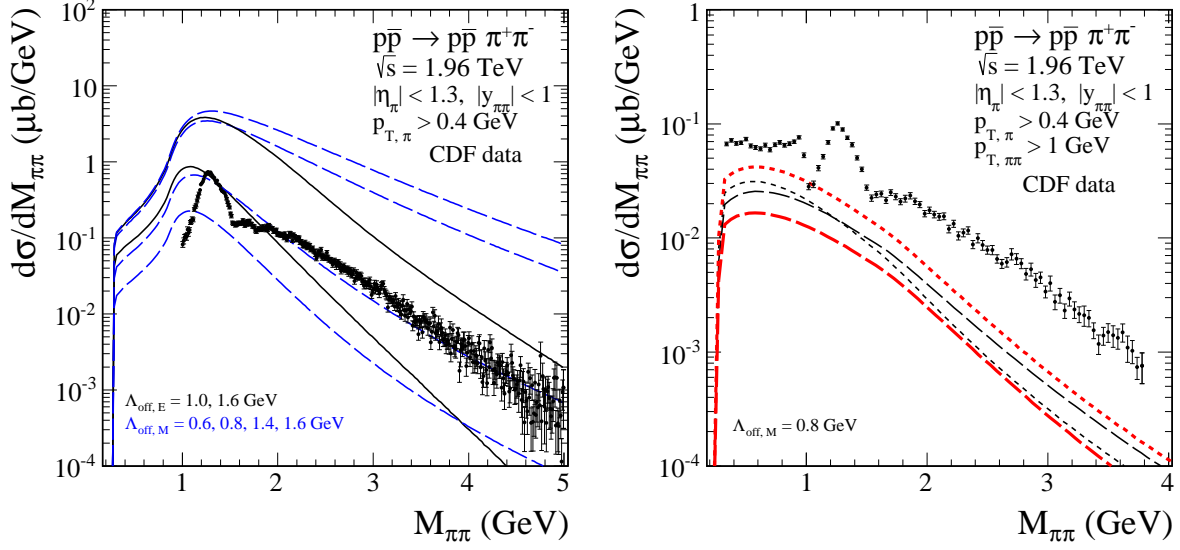 dσ/dM_ππ (μb/GeV)
10²
10
1
10⁻¹
10⁻²
10⁻³
10⁻⁴
pp̅ → pp̅ π⁺π⁻
√s = 1.96 TeV
|η_π| < 1.3, |y_ππ| < 1
p_T, π > 0.4 GeV
CDF data
Λ_off, E = 1.0, 1.6 GeV
Λ_off, M = 0.6, 0.8, 1.4, 1.6 GeV
1 2 3 4 5
M_ππ (GeV)
dσ/dM_ππ (μb/GeV)
1
10⁻¹
10⁻²
10⁻³
10⁻⁴
pp̅ → pp̅ π⁺π⁻
√s = 1.96 TeV
|η_π| < 1.3, |y_ππ| < 1
p_T, π > 0.4 GeV
p_T, ππ > 1 GeV
CDF data
Λ_off, M = 0.8 GeV
1 2 3 4
M_ππ (GeV)